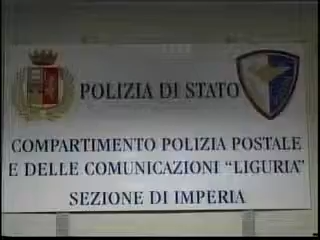 POLIZIA DI STATO
COMPARTIMENTO POLIZIA POSTALE
E DELLE COMUNICAZIONI "LIGURIA"
SEZIONE DI IMPERIA